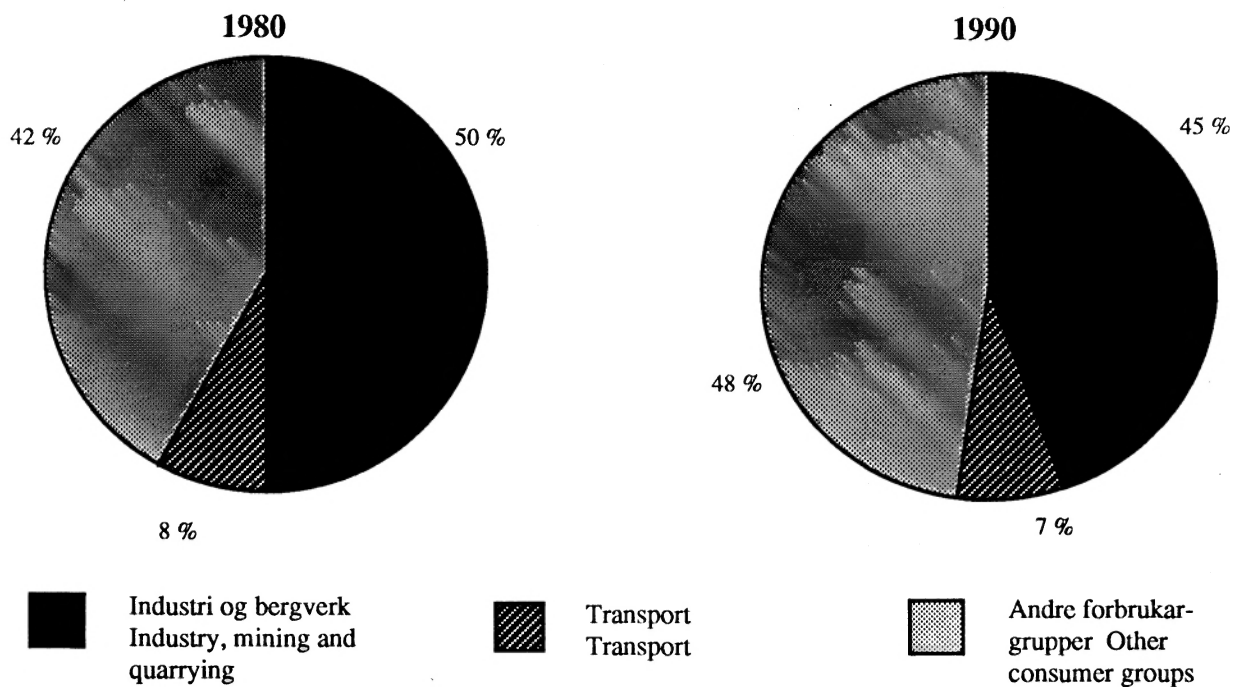 1980
1990
42 %
50 %
45 %
48 %
8 %
7 %
Industri og bergverk
Industry, mining and
quarrying
Transport
Transport
Andre forbrukar-
grupper Other
consumer groups